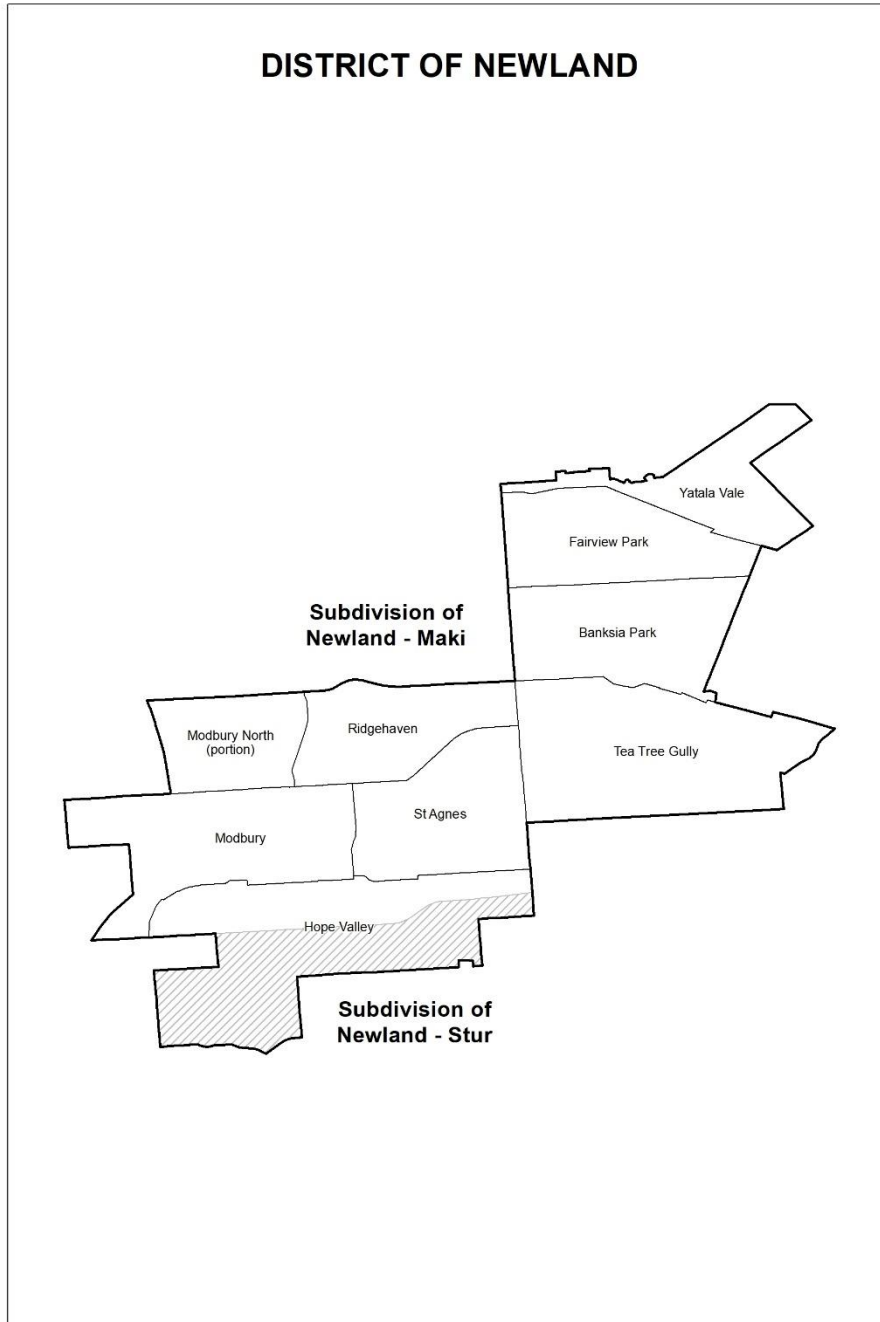 DISTRICT OF NEWLAND
Yatala Vale
Fairview Park
Subdivision of
Newland - Maki
Banksia Park
Modbury North
(portion)
Ridgehaven
Tea Tree Gully
St Agnes
Modbury
Hope Valley
Subdivision of
Newland - Stur